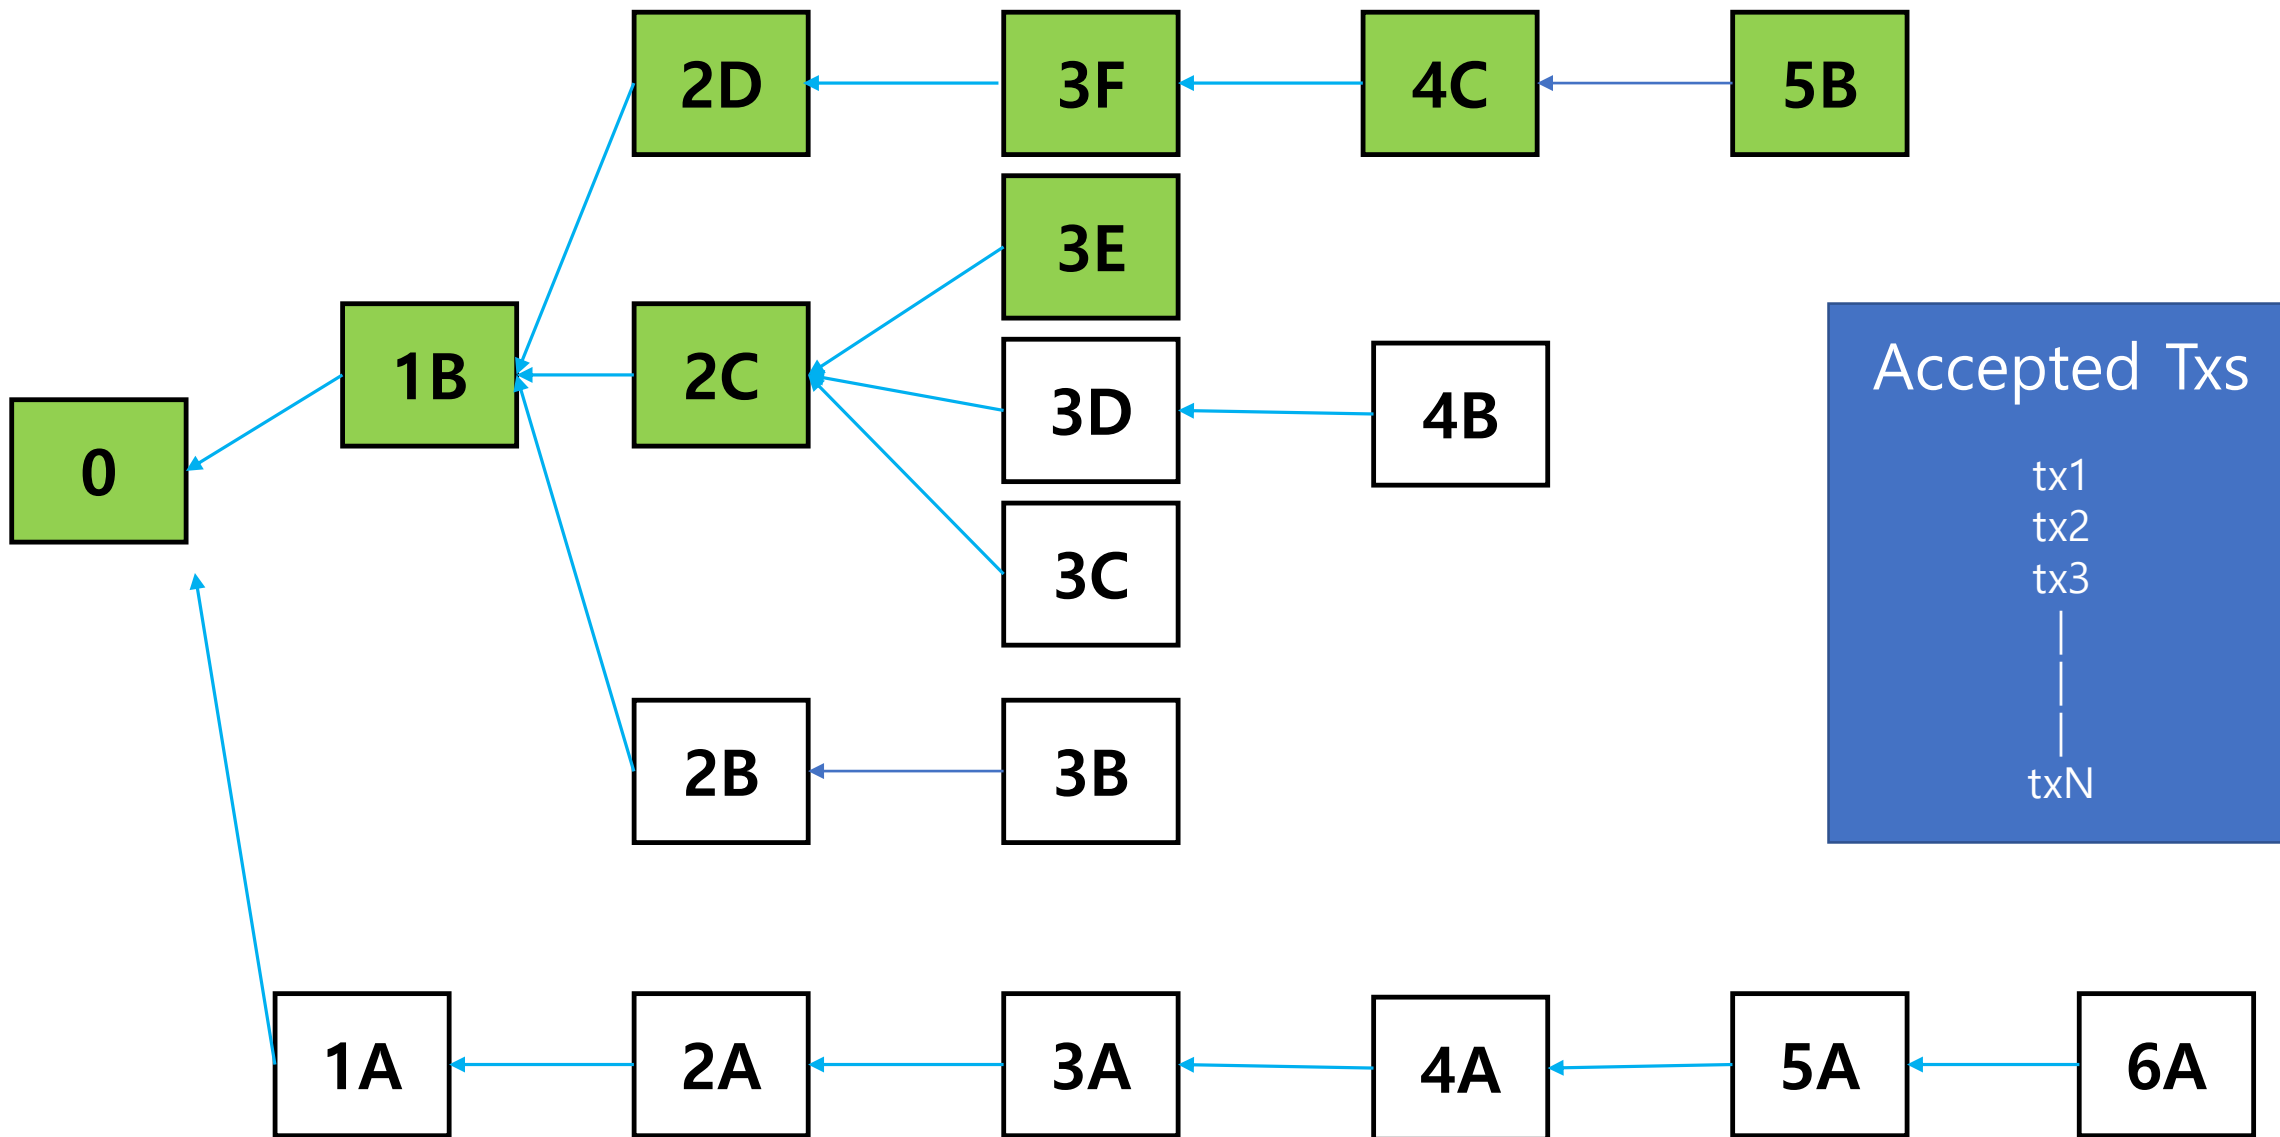 2D
3F
4C
5B
3E
1B
2C
3D
4B
0
3C
2B
3B
1A
2A
3A
4A
5A
6A
Accepted Txs
tx1
tx2
tx3
|
|
|
txN